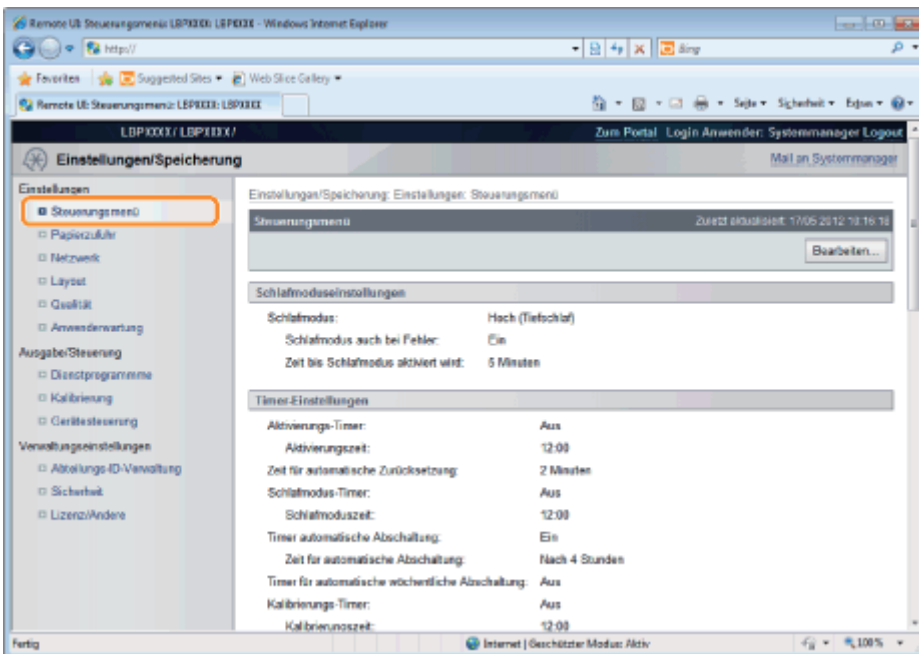 Remote UI: Steuerungsmenü: LBPXXXX: LBPXXXX - Windows Internet Explorer
http://
Bing
Favoriten Suggested Sites Web Slice Gallery
Remote UI: Steuerungsmenü: LBPXXXX: LBPXXXX
Seite Sicherheit Extras
LBPXXXX / LBPXXXX /
Zum Portal Login Anwender: Systemmanager Logout
Einstellungen/Speicherung
Mail an Systemmanager
Einstellungen
Steuerungsmenü
Papierzufuhr
Netzwerk
Layout
Qualität
Anwenderwartung
Ausgabe/Steuerung
Dienstprogrammme
Kalibrierung
Gerätesteuerung
Verwaltungseinstellungen
Abteilungs-ID-Verwaltung
Sicherheit
Lizenz/Andere
Einstellungen/Speicherung: Einstellungen: Steuerungsmenü
Steuerungsmenü
Zuletzt aktualisiert: 17/05 2012 10:16:18
Bearbeiten...
Schlafmoduseinstellungen
Schlafmodus: Hoch (Tiefschlaf)
Schlafmodus auch bei Fehler: Ein
Zeit bis Schlafmodus aktiviert wird: 5 Minuten
Timer-Einstellungen
Aktivierungs-Timer: Aus
Aktivierungszeit: 12:00
Zeit für automatische Zurücksetzung: 2 Minuten
Schlafmodus-Timer: Aus
Schlafmoduszeit: 12:00
Timer automatische Abschaltung: Ein
Zeit für automatische Abschaltung: Nach 4 Stunden
Timer für automatische wöchentliche Abschaltung: Aus
Kalibrierungs-Timer: Aus
Kalibrierungszeit: 12:00
Fertig
Internet | Geschützter Modus: Aktiv
100%